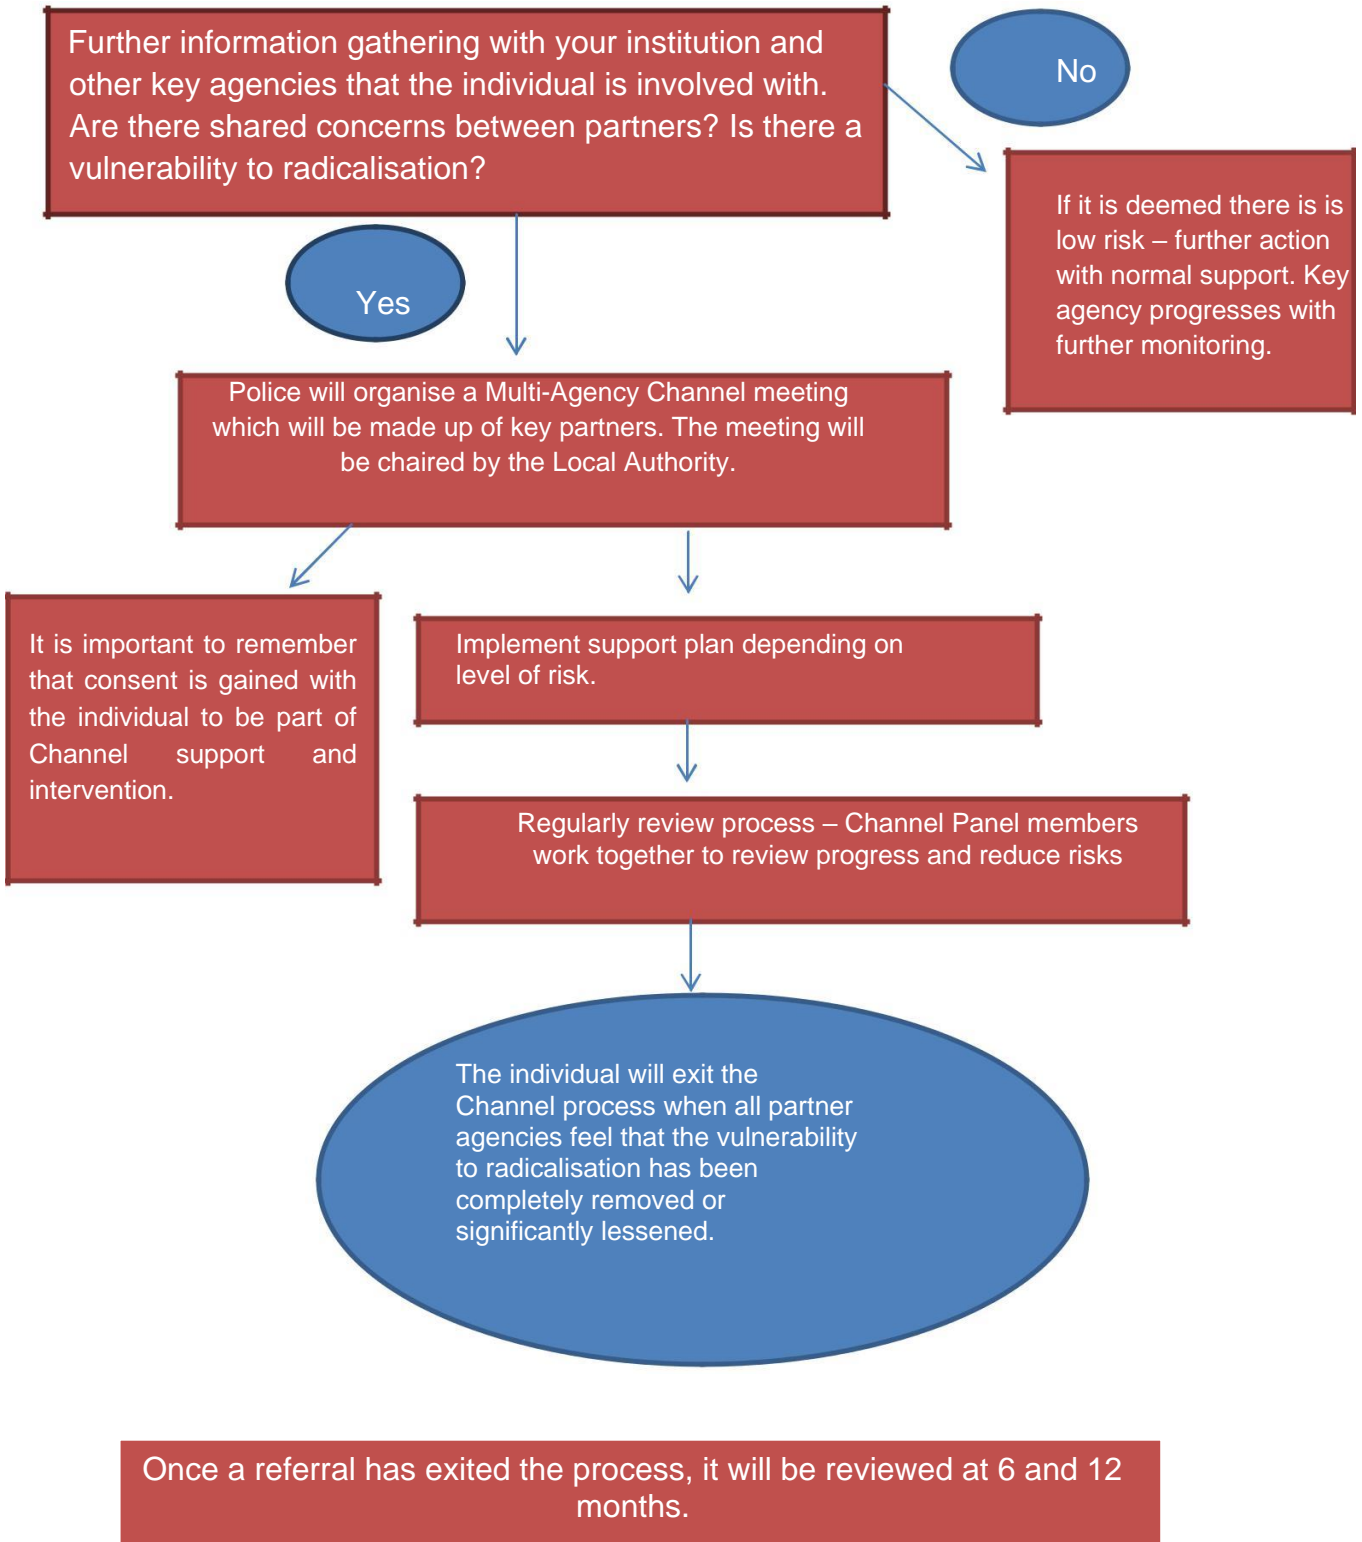 Further information gathering with your institution and
other key agencies that the individual is involved with.
Are there shared concerns between partners? Is there a
vulnerability to radicalisation?
No
If it is deemed there is is
low risk – further action
with normal support. Key
agency progresses with
further monitoring.
Yes
Police will organise a Multi-Agency Channel meeting
which will be made up of key partners. The meeting will
be chaired by the Local Authority.
It is important to remember
that consent is gained with
the individual to be part of
Channel support and
intervention.
Implement support plan depending on
level of risk.
Regularly review process – Channel Panel members
work together to review progress and reduce risks
The individual will exit the
Channel process when all partner
agencies feel that the vulnerability
to radicalisation has been
completely removed or
significantly lessened.
Once a referral has exited the process, it will be reviewed at 6 and 12
months.